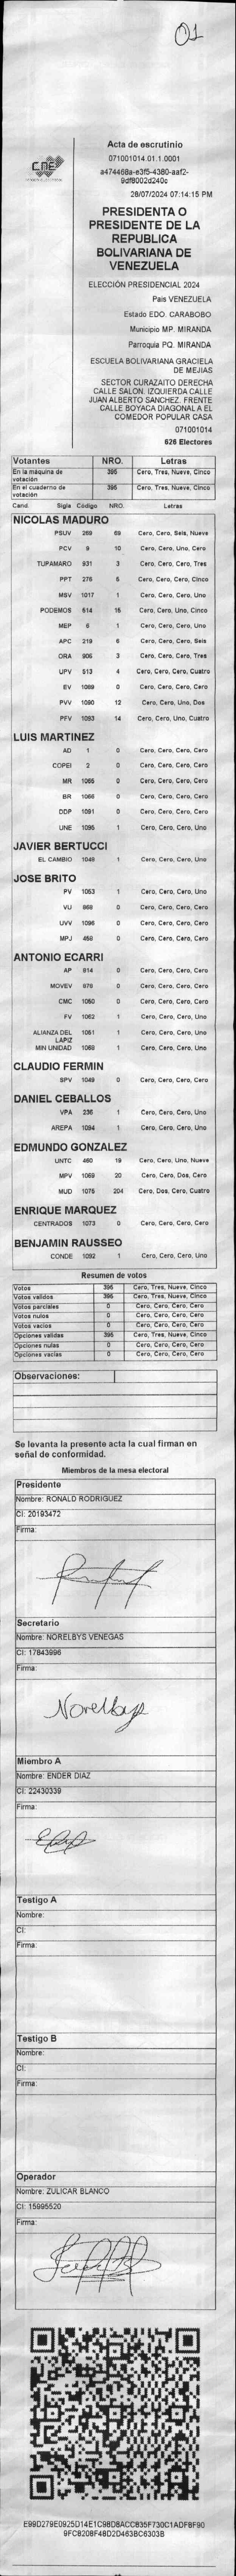 01
CNE
Acta de escrutinio
071001014.01.1.0001
a474468a-e3f5-4380-aaf2-
9df8002d240c
28/07/2024 07:14:15 PM
PRESIDENTA O
PRESIDENTE DE LA
REPUBLICA
BOLIVARIANA DE
VENEZUELA
ELECCIÓN PRESIDENCIAL 2024
Pais VENEZUELA
Estado EDO. CARABOBO
Municipio MP. MIRANDA
Parroquia PQ. MIRANDA
ESCUELA BOLIVARIANA GRACIELA
DE MEJIAS
SECTOR CURAZAITO DERECHA
CALLE SALON. IZQUIERDA CALLE
JUAN ALBERTO SANCHEZ. FRENTE
CALLE BOYACA DIAGONAL A EL
COMEDOR POPULAR CASA
071001014
626 Electores
Votantes NRO. Letras
En la máquina de votación 395 Cero, Tres, Nueve, Cinco
En el cuaderno de votación 395 Cero, Tres, Nueve, Cinco
Cand. Sigla Código NRO. Letras
NICOLAS MADURO
PSUV 269 69 Cero, Cero, Seis, Nueve
PCV 9 10 Cero, Cero, Uno, Cero
TUPAMARO 931 3 Cero, Cero, Cero, Tres
PPT 276 5 Cero, Cero, Cero, Cinco
MSV 1017 1 Cero, Cero, Cero, Uno
PODEMOS 614 15 Cero, Cero, Uno, Cinco
MEP 5 1 Cero, Cero, Cero, Uno
APC 219 6 Cero, Cero, Cero, Seis
ORA 906 3 Cero, Cero, Cero, Tres
UPV 513 4 Cero, Cero, Cero, Cuatro
EV 1089 0 Cero, Cero, Cero, Cero
PVV 1090 12 Cero, Cero, Uno, Dos
PFV 1093 14 Cero, Cero, Uno, Cuatro
LUIS MARTINEZ
AD 1 0 Cero, Cero, Cero, Cero
COPEI 2 0 Cero, Cero, Cero, Cero
MR 1065 0 Cero, Cero, Cero, Cero
BR 1066 0 Cero, Cero, Cero, Cero
DDP 1091 0 Cero, Cero, Cero, Cero
UNE 1095 1 Cero, Cero, Cero, Uno
JAVIER BERTUCCI
EL CAMBIO 1048 1 Cero, Cero, Cero, Uno
JOSE BRITO
PV 1053 1 Cero, Cero, Cero, Uno
VU 968 0 Cero, Cero, Cero, Cero
UVV 1096 0 Cero, Cero, Cero, Cero
MPJ 458 0 Cero, Cero, Cero, Cero
ANTONIO ECARRI
AP 814 0 Cero, Cero, Cero, Cero
MOVEV 978 0 Cero, Cero, Cero, Cero
CMC 1050 0 Cero, Cero, Cero, Cero
FV 1062 1 Cero, Cero, Cero, Uno
ALIANZA DEL LAPIZ 1051 1 Cero, Cero, Cero, Uno
MIN UNIDAD 1068 1 Cero, Cero, Cero, Uno
CLAUDIO FERMIN
SPV 1049 0 Cero, Cero, Cero, Cero
DANIEL CEBALLOS
VPA 236 1 Cero, Cero, Cero, Uno
AREPA 1094 1 Cero, Cero, Cero, Uno
EDMUNDO GONZALEZ
UNTC 460 19 Cero, Cero, Uno, Nueve
MPV 1069 20 Cero, Cero, Dos, Cero
MUD 1075 204 Cero, Dos, Cero, Cuatro
ENRIQUE MARQUEZ
CENTRADOS 1073 0 Cero, Cero, Cero, Cero
BENJAMIN RAUSSEO
CONDE 1092 1 Cero, Cero, Cero, Uno
Resumen de votos
Votos 395 Cero, Tres, Nueve, Cinco
Votos validos 395 Cero, Tres, Nueve, Cinco
Votos parciales 0 Cero, Cero, Cero, Cero
Votos nulos 0 Cero, Cero, Cero, Cero
Votos vacios 0 Cero, Cero, Cero, Cero
Opciones validas 395 Cero, Tres, Nueve, Cinco
Opciones nulas 0 Cero, Cero, Cero, Cero
Opciones vacias 0 Cero, Cero, Cero, Cero
Observaciones:
Se levanta la presente acta la cual firman en
señal de conformidad.
Miembros de la mesa electoral
Presidente
Nombre: RONALD RODRIGUEZ
CI: 20193472
Firma:
Secretario
Nombre: NORELBYS VENEGAS
CI: 17843996
Firma:
Norelbys
Miembro A
Nombre: ENDER DIAZ
CI: 22430339
Firma:
Testigo A
Nombre:
CI:
Firma:
Testigo B
Nombre:
CI:
Firma:
Operador
Nombre: ZULICAR BLANCO
CI: 15995520
Firma:
E99D279E0925D14E1C98D8ACC835F730C1ADF8F90
9FC8208F48D2D463BC6303B